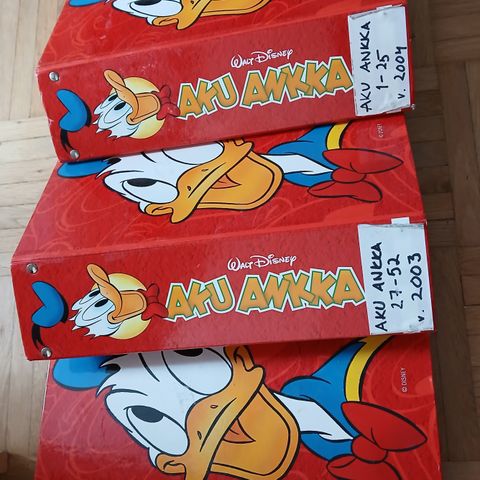 WALT DISNEY
AKU ANKKA
AKU ANKKA
1-25
v. 2004
© DISNEY
WALT DISNEY
AKU ANKKA
AKU ANKKA
27-52
v. 2003
© DISNEY